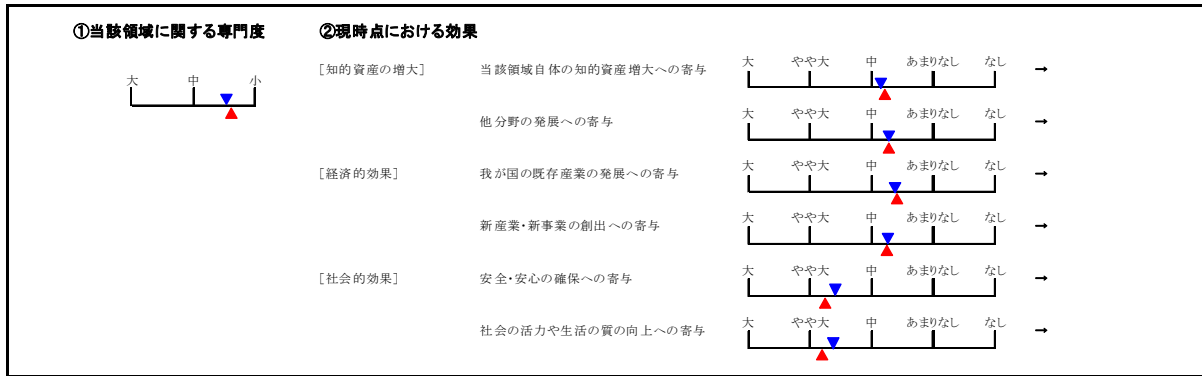 ①当該領域に関する専門度 ②現時点における効果
大 中 小
[知的資産の増大] 当該領域自体の知的資産増大への寄与 大 やや大 中 あまりなし なし →
他分野の発展への寄与 大 やや大 中 あまりなし なし →
[経済的効果] 我が国の既存産業の発展への寄与 大 やや大 中 あまりなし なし →
新産業・新事業の創出への寄与 大 やや大 中 あまりなし なし →
[社会的効果] 安全・安心の確保への寄与 大 やや大 中 あまりなし なし →
社会の活力や生活の質の向上への寄与 大 やや大 中 あまりなし なし →